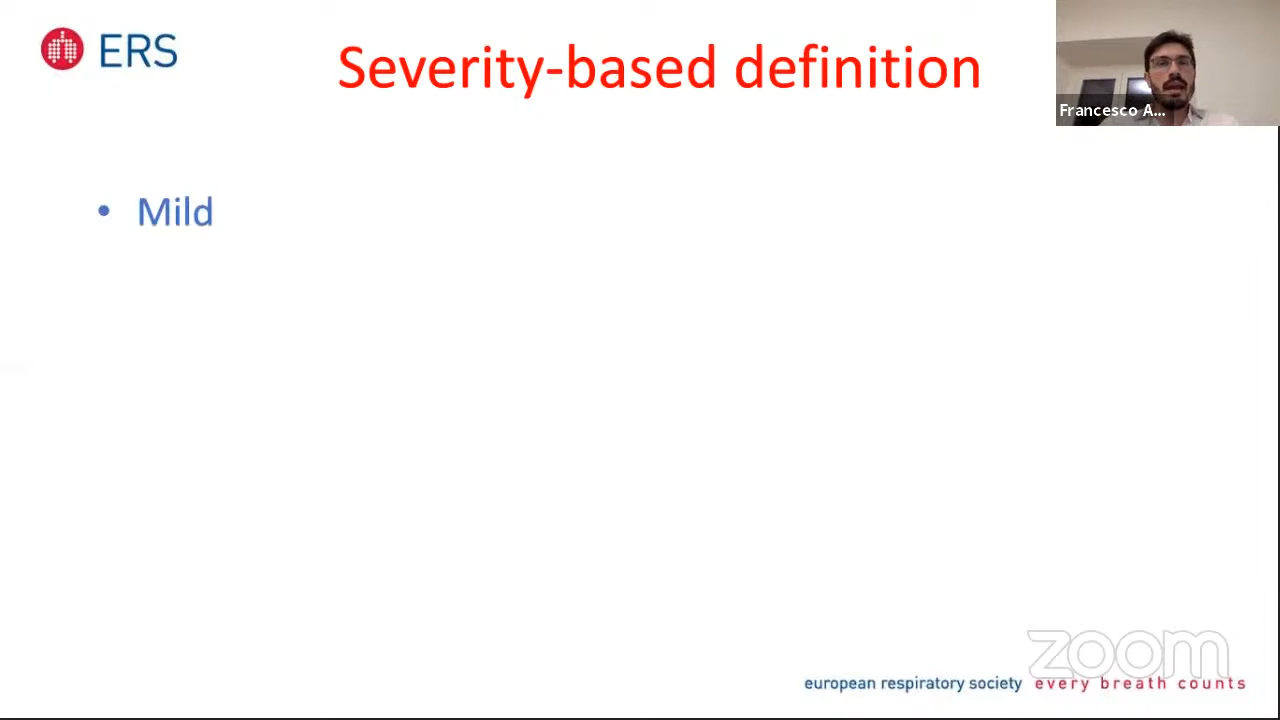 ERS
Severity-based definition
Francesco A...
• Mild
zoom
european respiratory society every breath counts